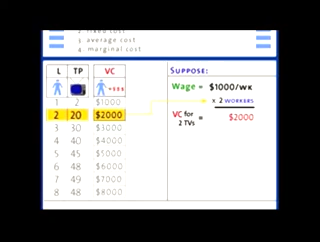 2 fixed cost
3 average cost
4 marginal cost
L TP VC
1 2 $1000
2 20 $2000
3 30 $3000
4 40 $4000
5 45 $5000
6 48 $6000
7 49 $7000
8 48 $8000
SUPPOSE:
Wage = $1000/WK
x 2 WORKERS
VC for
2 TVs = $2000